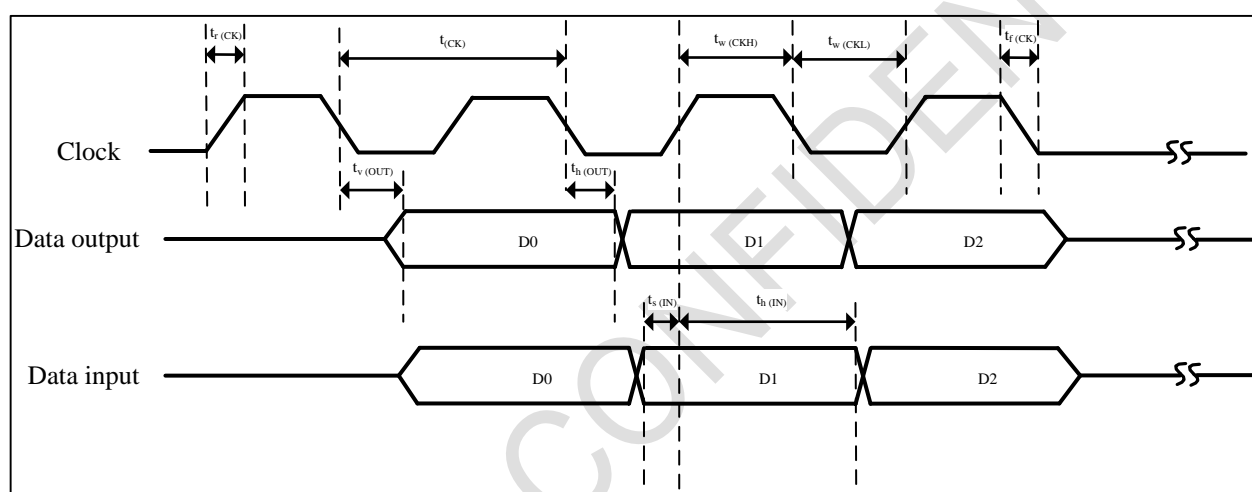 tr (CK)
t(CK)
tw (CKH)
tw (CKL)
tf (CK)
Clock
tv (OUT)
th (OUT)
Data output
D0
D1
D2
ts (IN)
th (IN)
Data input
D0
D1
D2
CONFIDEN